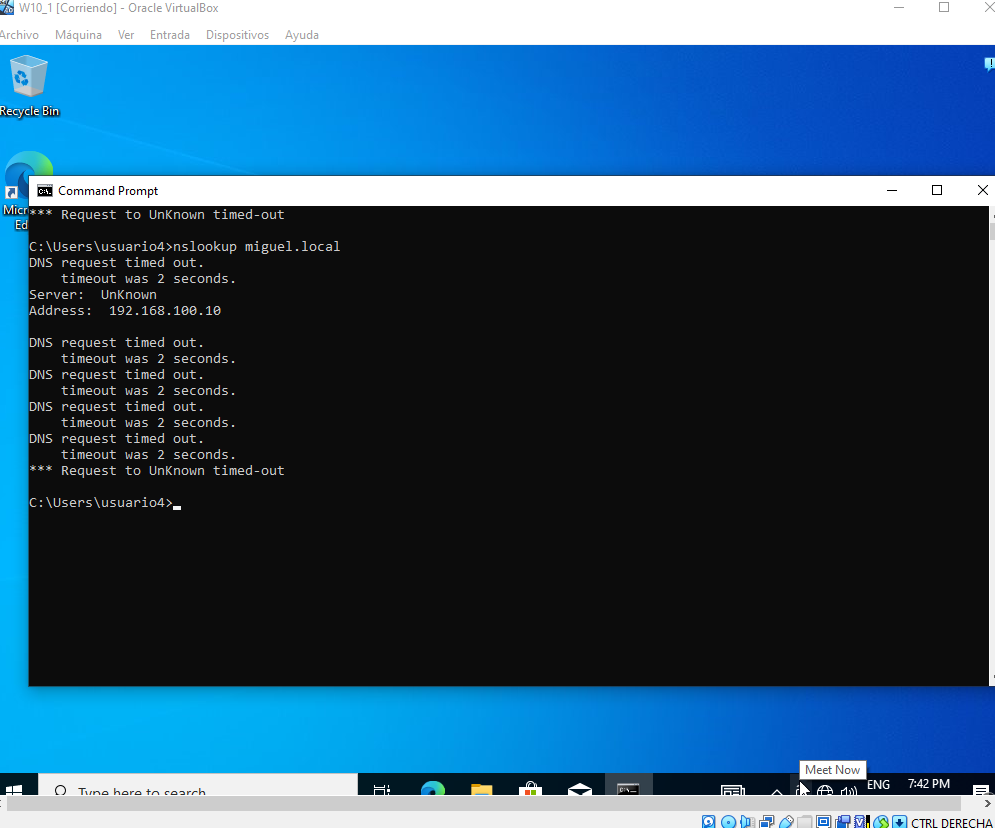 W10_1 [Corriendo] - Oracle VirtualBox
Archivo Máquina Ver Entrada Dispositivos Ayuda
Recycle Bin
Command Prompt
*** Request to UnKnown timed-out
C:\Users\usuario4>nslookup miguel.local
DNS request timed out.
    timeout was 2 seconds.
Server:  UnKnown
Address:  192.168.100.10
DNS request timed out.
    timeout was 2 seconds.
DNS request timed out.
    timeout was 2 seconds.
DNS request timed out.
    timeout was 2 seconds.
DNS request timed out.
    timeout was 2 seconds.
*** Request to UnKnown timed-out
C:\Users\usuario4>
Meet Now
Type here to search
ENG
7:42 PM
CTRL DERECHA